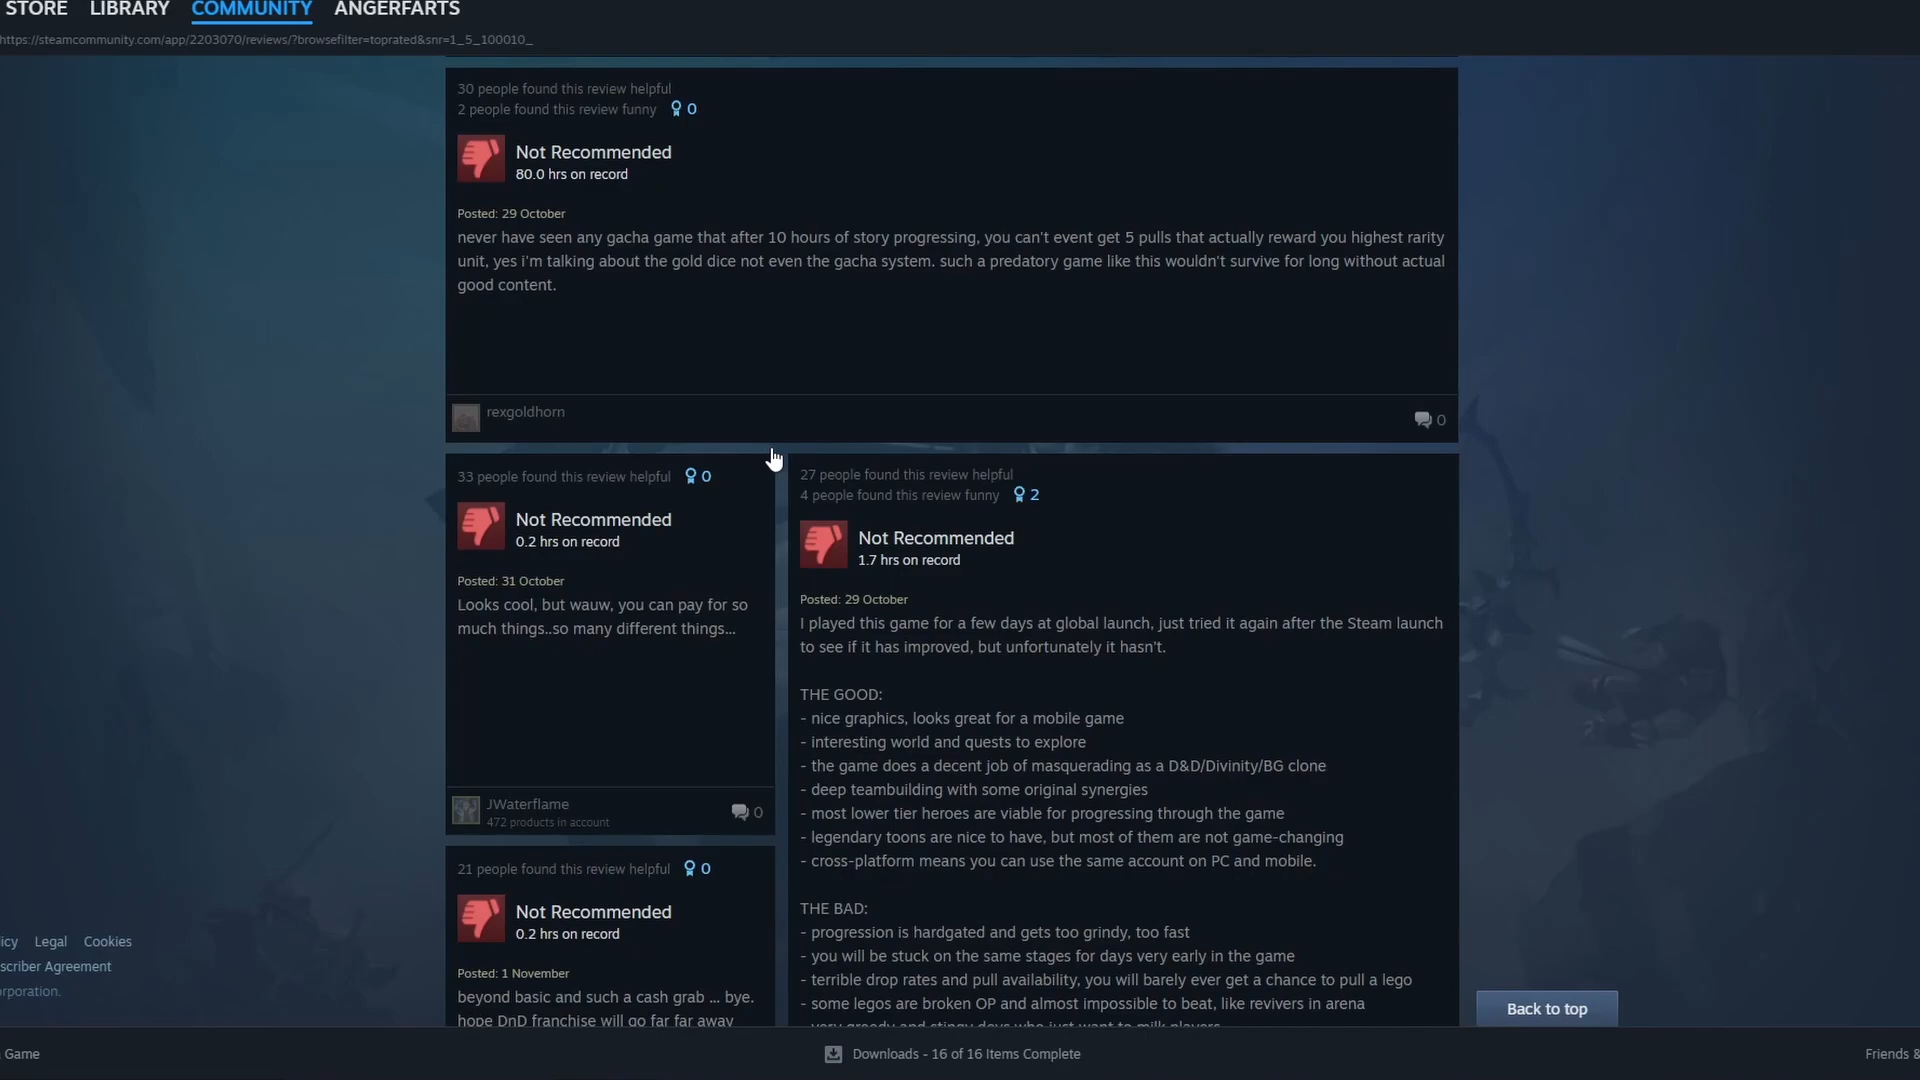 STORE LIBRARY COMMUNITY ANGERFARTS
https://steamcommunity.com/app/2203070/reviews/?browsefilter=toprated&snr=1_5_100010_
30 people found this review helpful
2 people found this review funny 0
Not Recommended
80.0 hrs on record
Posted: 29 October
never have seen any gacha game that after 10 hours of story progressing, you can't event get 5 pulls that actually reward you highest rarity
unit, yes i'm talking about the gold dice not even the gacha system. such a predatory game like this wouldn't survive for long without actual
good content.
rexgoldhorn
0
33 people found this review helpful 0
Not Recommended
0.2 hrs on record
Posted: 31 October
Looks cool, but wauw, you can pay for so
much things..so many different things...
JWaterflame
472 products in account
0
21 people found this review helpful 0
Not Recommended
0.2 hrs on record
Posted: 1 November
beyond basic and such a cash grab ... bye.
hope DnD franchise will go far far away
27 people found this review helpful
4 people found this review funny 2
Not Recommended
1.7 hrs on record
Posted: 29 October
I played this game for a few days at global launch, just tried it again after the Steam launch
to see if it has improved, but unfortunately it hasn't.
THE GOOD:
- nice graphics, looks great for a mobile game
- interesting world and quests to explore
- the game does a decent job of masquerading as a D&D/Divinity/BG clone
- deep teambuilding with some original synergies
- most lower tier heroes are viable for progressing through the game
- legendary toons are nice to have, but most of them are not game-changing
- cross-platform means you can use the same account on PC and mobile.
THE BAD:
- progression is hardgated and gets too grindy, too fast
- you will be stuck on the same stages for days very early in the game
- terrible drop rates and pull availability, you will barely ever get a chance to pull a lego
- some legos are broken OP and almost impossible to beat, like revivers in arena
- very greedy and stingy devs who just want to milk players
icy Legal Cookies
scriber Agreement
orporation.
Back to top
Game
Downloads - 16 of 16 Items Complete
Friends &